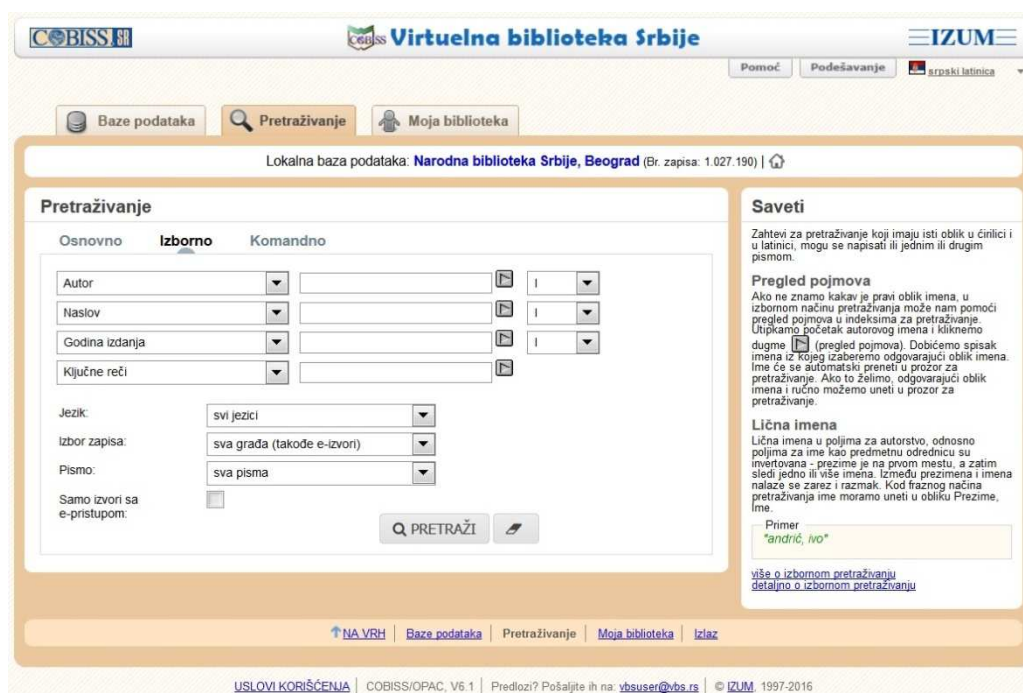 COBISS.SR
COBISS Virtuelna biblioteka Srbije
IZUM
Pomoć Podešavanje srpski latinica
Baze podataka Pretraživanje Moja biblioteka
Lokalna baza podataka: Narodna biblioteka Srbije, Beograd (Br. zapisa: 1.027.190) |
Pretraživanje
Osnovno Izborno Komandno
Autor I
Naslov I
Godina izdanja I
Ključne reči
Jezik: svi jezici
Izbor zapisa: sva građa (takođe e-izvori)
Pismo: sva pisma
Samo izvori sa
e-pristupom:
PRETRAŽI
Saveti
Zahtevi za pretraživanje koji imaju isti oblik u ćirilici i
u latinici, mogu se napisati ili jednim ili drugim
pismom.
Pregled pojmova
Ako ne znamo kakav je pravi oblik imena, u
izbornom načinu pretraživanja može nam pomoći
pregled pojmova u indeksima za pretraživanje.
Utipkamo početak autorovog imena i kliknemo
dugme (pregled pojmova). Dobićemo spisak
imena iz kojeg izaberemo odgovarajući oblik imena.
Ime će se automatski preneti u prozor za
pretraživanje. Ako to želimo, odgovarajući oblik
imena i ručno možemo uneti u prozor za
pretraživanje.
Lična imena
Lična imena u poljima za autorstvo, odnosno
poljima za ime kao predmetnu odrednicu su
invertovana - prezime je na prvom mestu, a zatim
sledi jedno ili više imena. Između prezimena i imena
nalaze se zarez i razmak. Kod fraznog načina
pretraživanja ime moramo uneti u obliku Prezime,
Ime.
Primer
"andrić, ivo"
više o izbornom pretraživanju
detaljno o izbornom pretraživanju
NA VRH | Baze podataka | Pretraživanje | Moja biblioteka | Izlaz
USLOVI KORIŠĆENJA | COBISS/OPAC, V6.1 | Predlozi? Pošaljite ih na: vbsuser@vbs.rs | © IZUM, 1997-2016